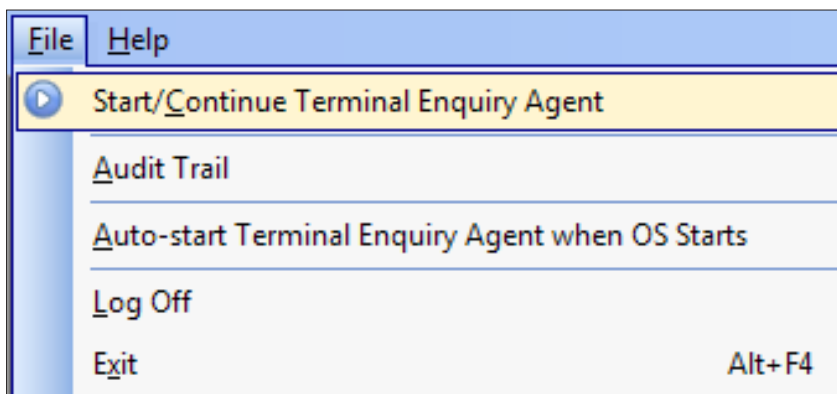 File Help
Start/Continue Terminal Enquiry Agent
Audit Trail
Auto-start Terminal Enquiry Agent when OS Starts
Log Off
Exit Alt+F4